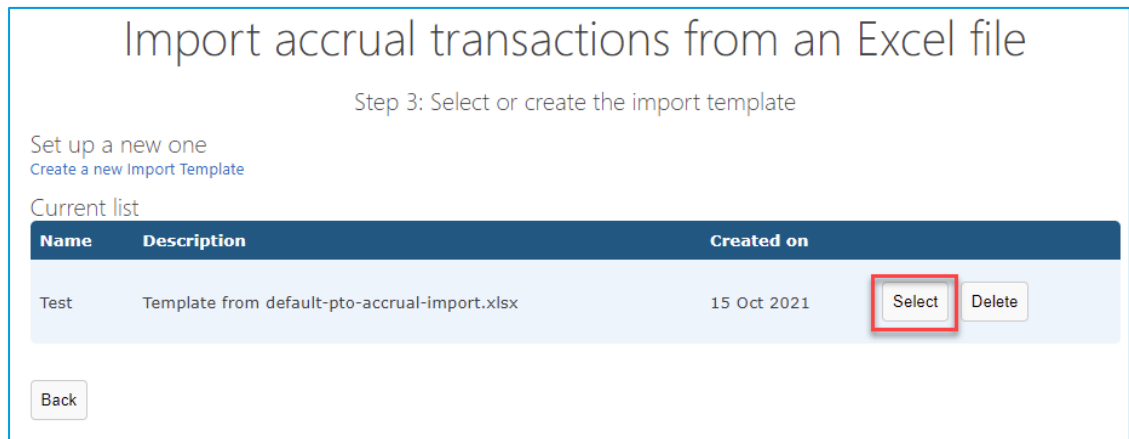 Import accrual transactions from an Excel file
Step 3: Select or create the import template
Set up a new one
Create a new Import Template
Current list
Name Description Created on
Test Template from default-pto-accrual-import.xlsx 15 Oct 2021 Select Delete
Back